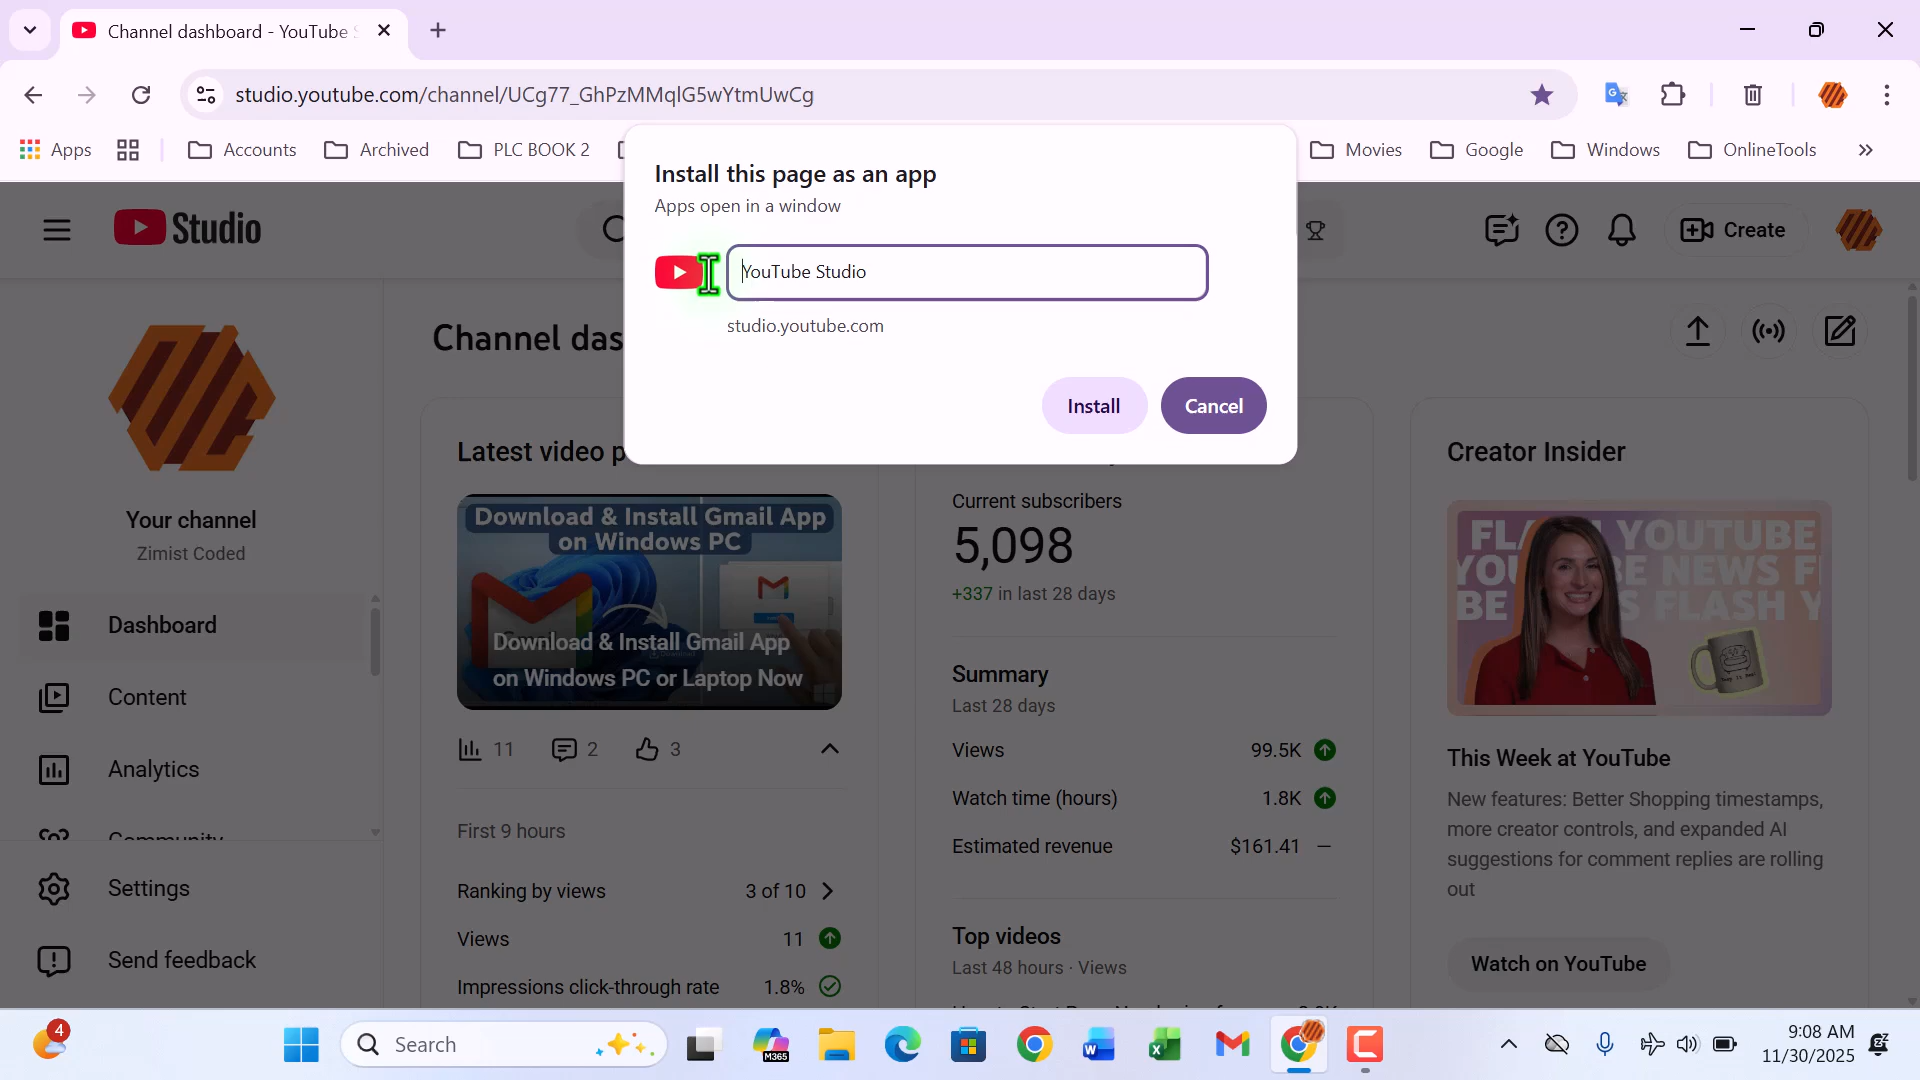 Channel dashboard - YouTube S
studio.youtube.com/channel/UCg77_GhPzMMqlG5wYtmUwCg
Apps
Accounts
Archived
PLC BOOK 2
Movies
Google
Windows
OnlineTools
Install this page as an app
Apps open in a window
YouTube Studio
studio.youtube.com
Install
Cancel
Studio
Create
Channel das
Your channel
Zimist Coded
Dashboard
Content
Analytics
Community
Settings
Send feedback
Latest video p
Download & Install Gmail App
on Windows PC
Download & Install Gmail App
on Windows PC or Laptop Now
11
2
3
First 9 hours
Ranking by views
3 of 10
Views
11
Impressions click-through rate
1.8%
Current subscribers
5,098
+337 in last 28 days
Summary
Last 28 days
Views
99.5K
Watch time (hours)
1.8K
Estimated revenue
$161.41
Top videos
Last 48 hours · Views
Creator Insider
This Week at YouTube
New features: Better Shopping timestamps,
more creator controls, and expanded AI
suggestions for comment replies are rolling
out
Watch on YouTube
4
Search
M365
9:08 AM
11/30/2025